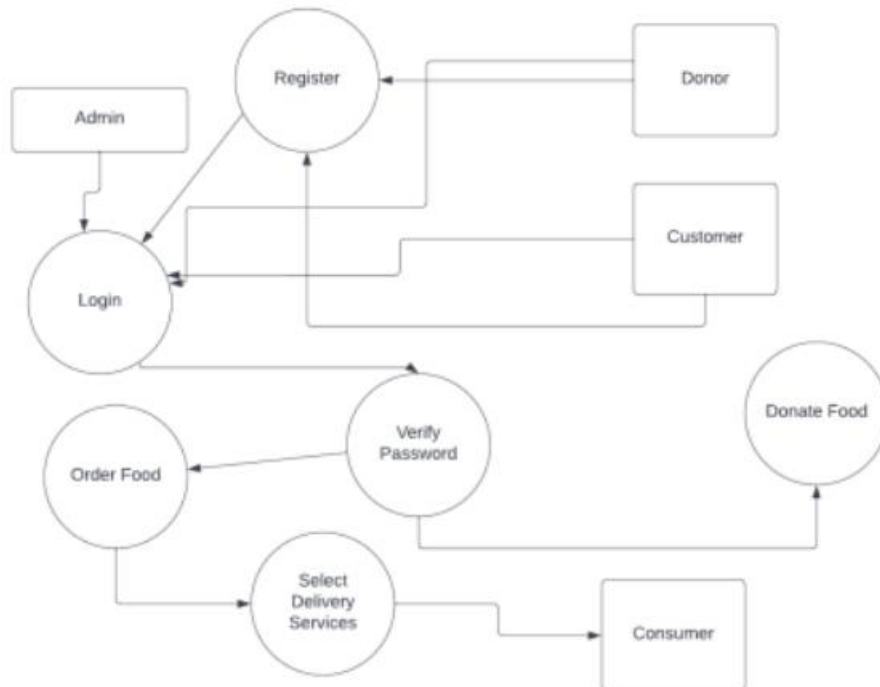 Register
Donor
Admin
Customer
Login
Donate Food
Verify
Password
Order Food
Select
Delivery
Services
Consumer